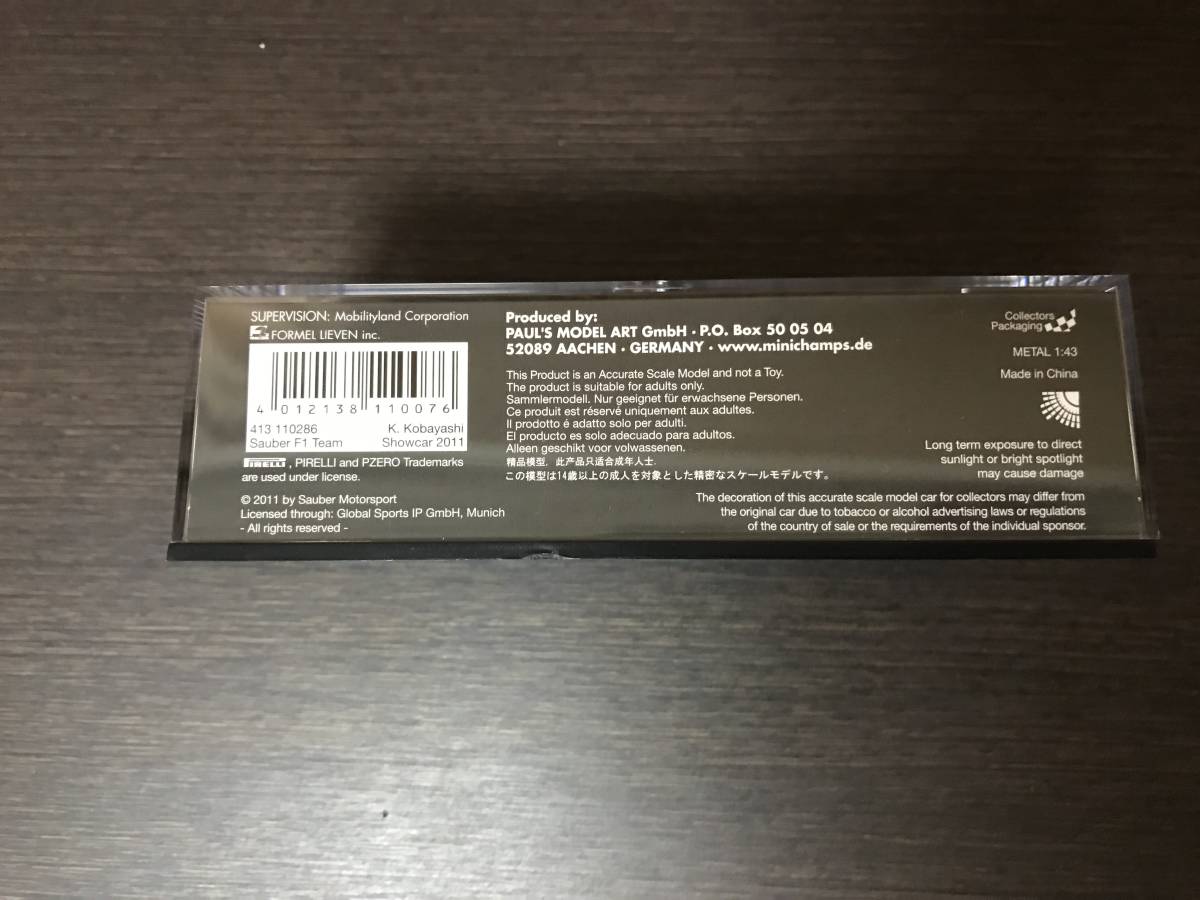 SUPERVISION: Mobilityland Corporation
FORMEL LIEVEN inc.
4 012138 110076
413 110286 K. Kobayashi
Sauber F1 Team Showcar 2011
PIRELLI, PIRELLI and PZERO Trademarks
are used under license.
© 2011 by Sauber Motorsport
Licensed through: Global Sports IP GmbH, Munich
- All rights reserved -
Produced by:
PAUL'S MODEL ART GmbH · P.O. Box 50 05 04
52089 AACHEN · GERMANY · www.minichamps.de
This Product is an Accurate Scale Model and not a Toy.
The product is suitable for adults only.
Sammlermodell. Nur geeignet für erwachsene Personen.
Ce produit est réservé uniquement aux adultes.
Il prodotto é adatto solo per adulti.
El producto es solo adecuado para adultos.
Alleen geschikt voor volwassenen.
精品模型，此产品只适合成年人士.
この模型は14歳以上の成人を対象とした精密なスケールモデルです。
Collectors
Packaging
METAL 1:43
Made in China
Long term exposure to direct
sunlight or bright spotlight
may cause damage
The decoration of this accurate scale model car for collectors may differ from
the original car due to tobacco or alcohol advertising laws or regulations
of the country of sale or the requirements of the individual sponsor.